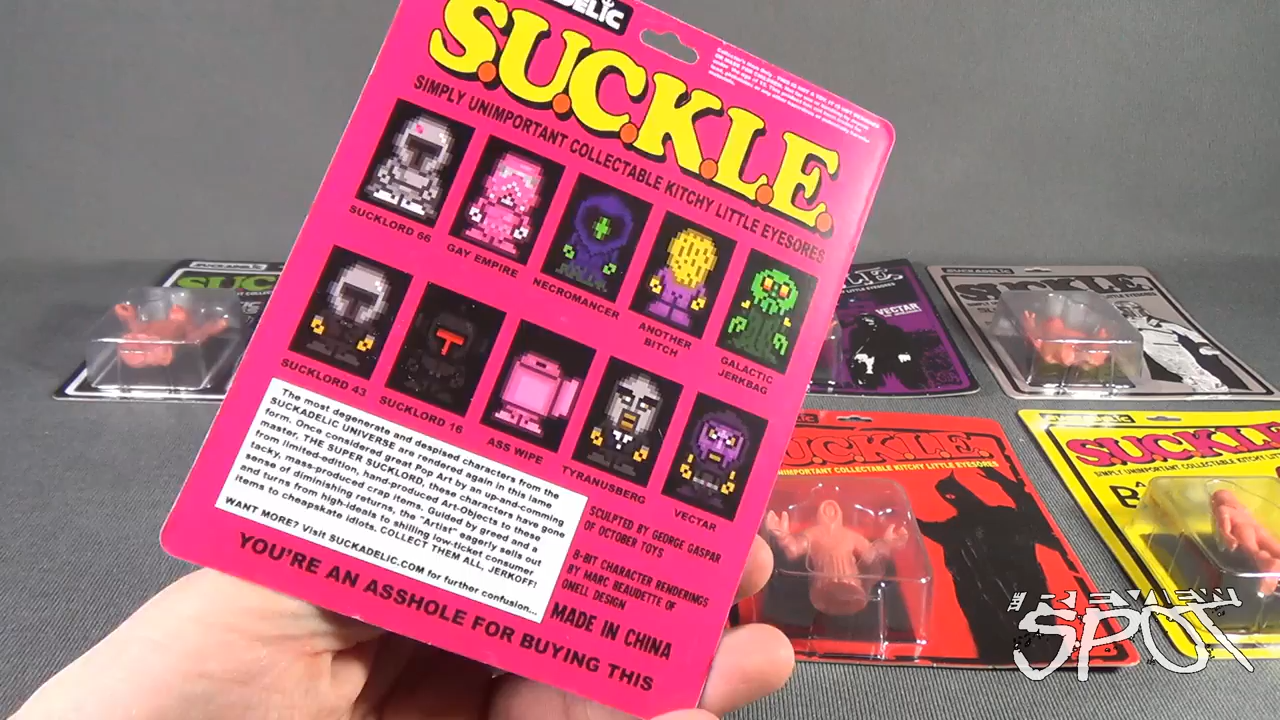 DELIC
S.U.C.K.L.E.
SIMPLY UNIMPORTANT COLLECTABLE KITCHY LITTLE EYESORES
SUCKLORD 66
GAY EMPIRE
NECROMANCER
ANOTHER
BITCH
GALACTIC
JERKBAG
SUCKLORD 43
SUCKLORD 16
ASS WIPE
TYRANUSBERG
VECTAR
The most degenerate and despised characters from the
SUCKADELIC UNIVERSE are rendered again in this lame
form. Once considered great Pop Art by an up-and-comming
master, THE SUPER SUCKLORD, these characters have gone
from limited-edition, hand-produced Art-Objects to these
tacky, mass-produced crap items. Guided by greed and a
sense of diminishing returns, the "Artist" eagerly sells out
and turns from high-ideals to shilling low-ticket consumer
items to cheapskate idiots. COLLECT THEM ALL, JERKOFF!
WANT MORE? Visit SUCKADELIC.COM for further confusion...
SCULPTED BY GEORGE GASPAR
OF OCTOBER TOYS
8-BIT CHARACTER RENDERINGS
BY MARC BEAUDETTE OF
ONELL DESIGN
MADE IN CHINA
YOU'RE AN ASSHOLE FOR BUYING THIS
VECTAR
SUCKADELIC
S.U.C.K.L.E.
UNIMPORTANT COLLECTABLE KITCHY LITTLE EYESORES
THE REVIEW
SPOT